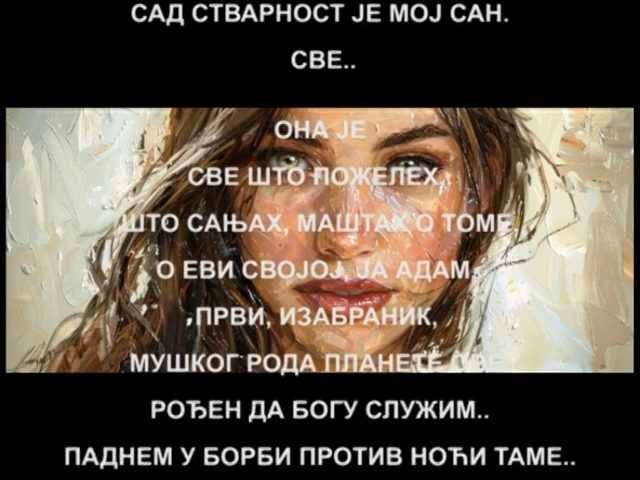 САД СТВАРНОСТ ЈЕ МОЈ САН.
СВЕ..
ОНА ЈЕ
СВЕ ШТО ПОЖЕЛЕХ,
ШТО САЊАХ, МАШТАХ О ТОМЕ
О ЕВИ СВОЈОЈ, ЈА АДАМ,
ПРВИ, ИЗАБРАНИК,
МУШКОГ РОДА ПЛАНЕТЕ ОВЕ
РОЂЕН ДА БОГУ СЛУЖИМ..
ПАДНЕМ У БОРБИ ПРОТИВ НОЋИ ТАМЕ..